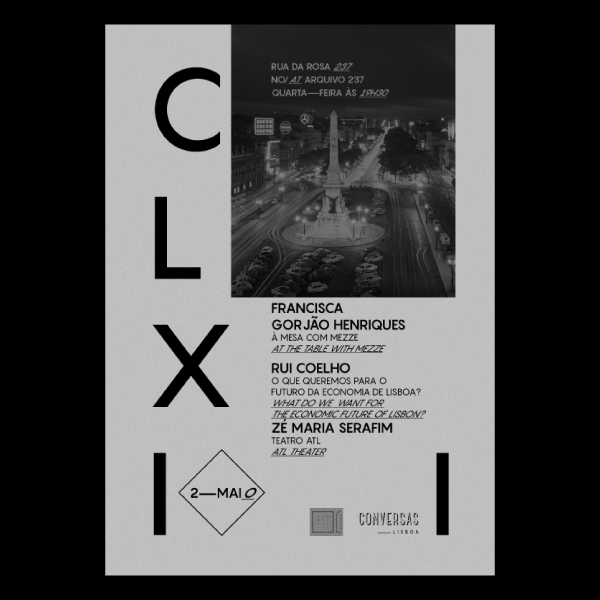 C
L
X
I
I
RUA DA ROSA 237
NO/AT ARQUIVO 237
QUARTA—FEIRA ÀS 19H30
FRANCISCA
GORJÃO HENRIQUES
À MESA COM MEZZE
AT THE TABLE WITH MEZZE
RUI COELHO
O QUE QUEREMOS PARA O
FUTURO DA ECONOMIA DE LISBOA?
WHAT DO WE WANT FOR
THE ECONOMIC FUTURE OF LISBON?
ZÉ MARIA SERAFIM
TEATRO ATL
ATL THEATER
2—MAIO
CONVERSAS
LISBOA